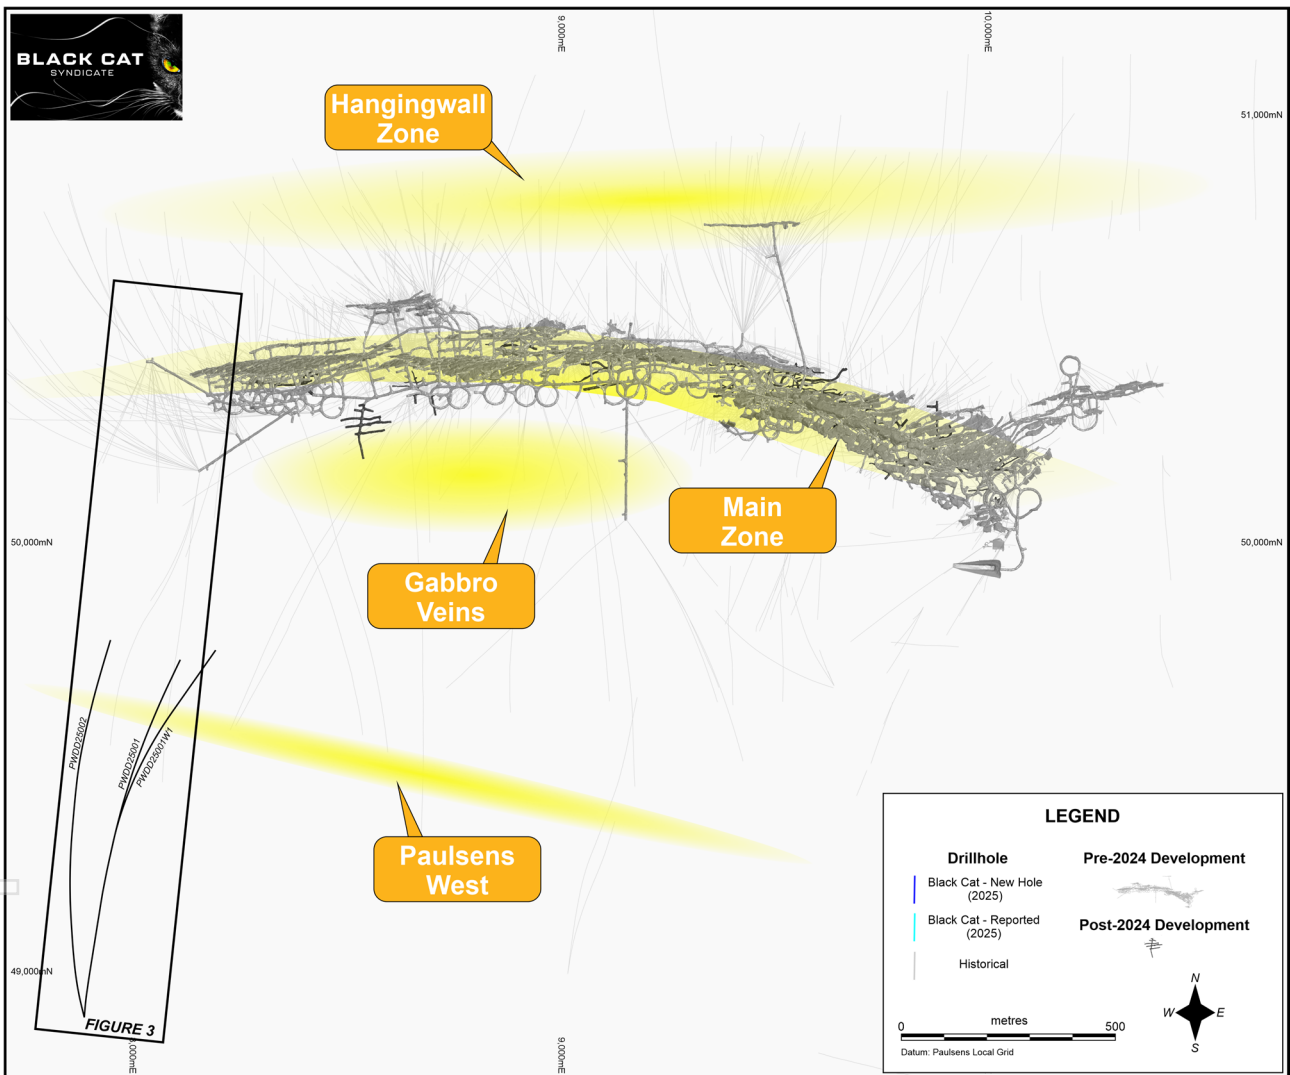 BLACK CAT
SYNDICATE
9,000mE
10,000mE
51,000mN
Hangingwall
Zone
Main
Zone
50,000mN
50,000mN
Gabbro
Veins
PWDD25002
PWDD25001
PWDD25001W1
Paulsens
West
49,000mN
FIGURE 3
9,000mE
LEGEND
Drillhole
Black Cat - New Hole
(2025)
Black Cat - Reported
(2025)
Historical
Pre-2024 Development
Post-2024 Development
N
W
E
S
metres
0
500
Datum: Paulsens Local Grid